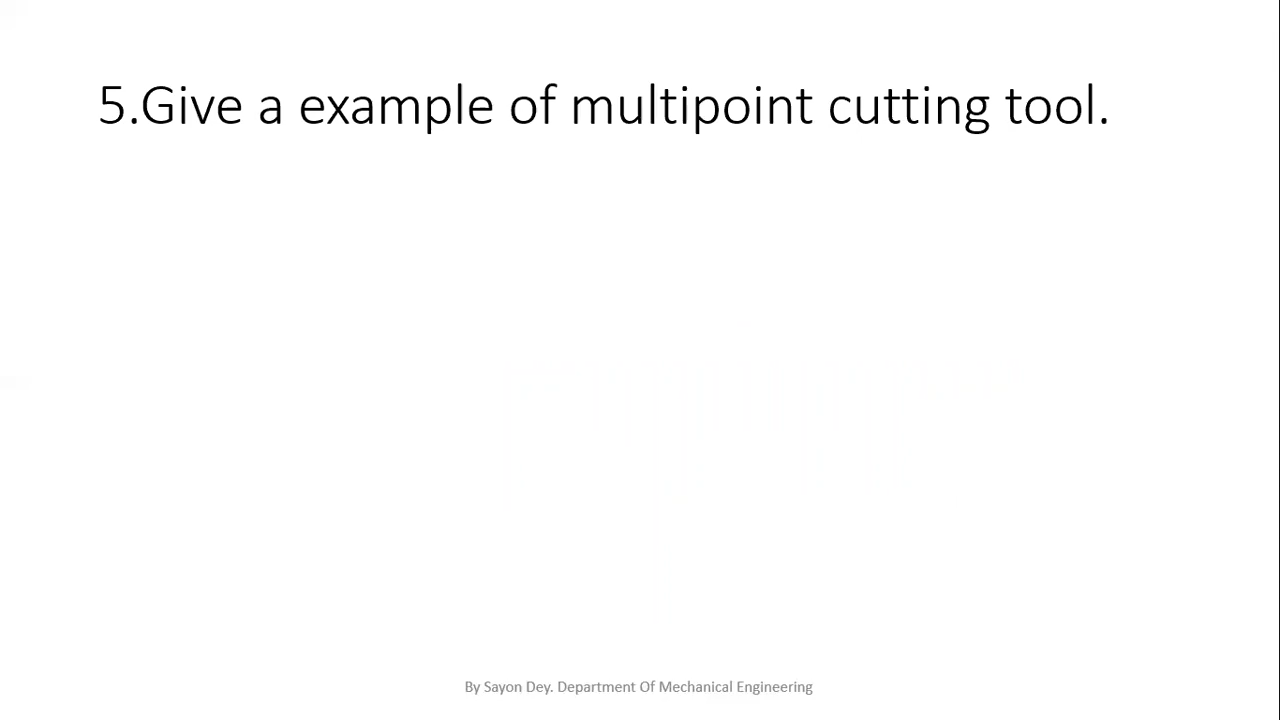 5.Give a example of multipoint cutting tool.
By Sayon Dey. Department Of Mechanical Engineering